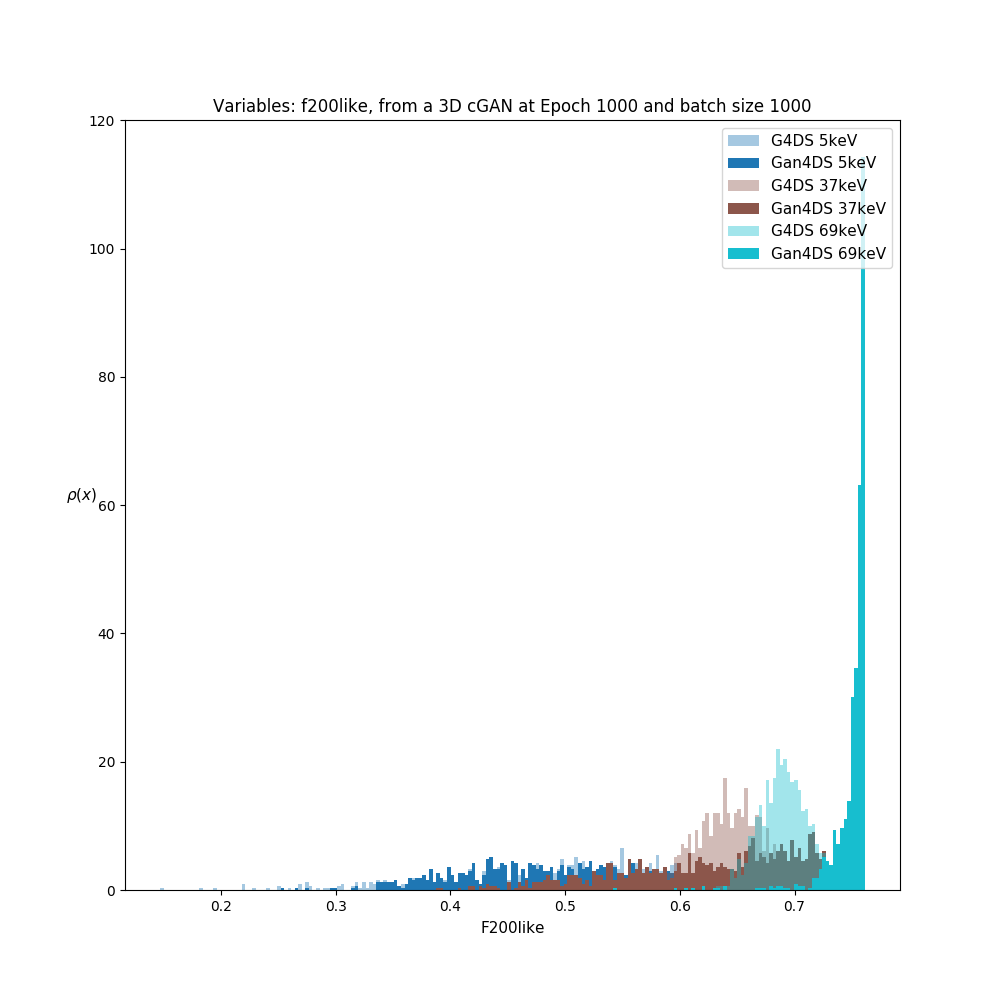 Variables: f200like, from a 3D cGAN at Epoch 1000 and batch size 1000
120
100
80
60
40
20
0
ρ(x)
G4DS 5keV
Gan4DS 5keV
G4DS 37keV
Gan4DS 37keV
G4DS 69keV
Gan4DS 69keV
0.2 0.3 0.4 0.5 0.6 0.7
F200like